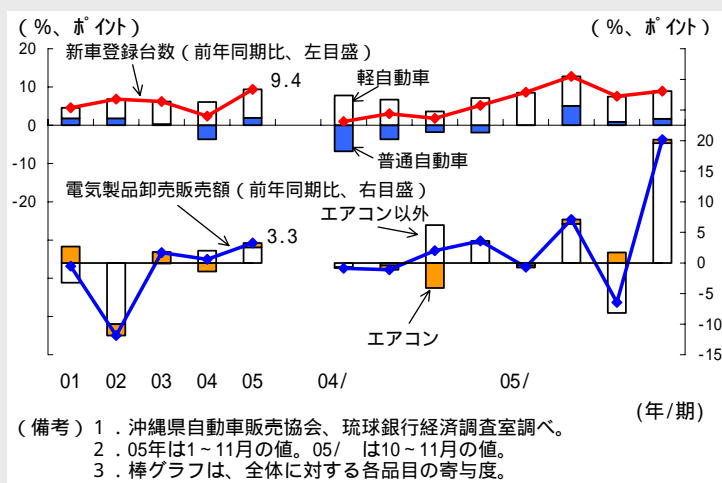 (％、ﾎﾟｲﾝﾄ) (％、ﾎﾟｲﾝﾄ)
20
10
0
-10
-20
新車登録台数（前年同期比、左目盛）
9.4
軽自動車
普通自動車
電気製品卸売販売額（前年同期比、右目盛）
3.3
エアコン以外
エアコン
20
15
10
5
0
-5
-10
-15
01 02 03 04 05 04/ 05/
(年/期)
（備考）１．沖縄県自動車販売協会、琉球銀行経済調査室調べ。
２．05年は1～11月の値。05/　は10～11月の値。
３．棒グラフは、全体に対する各品目の寄与度。